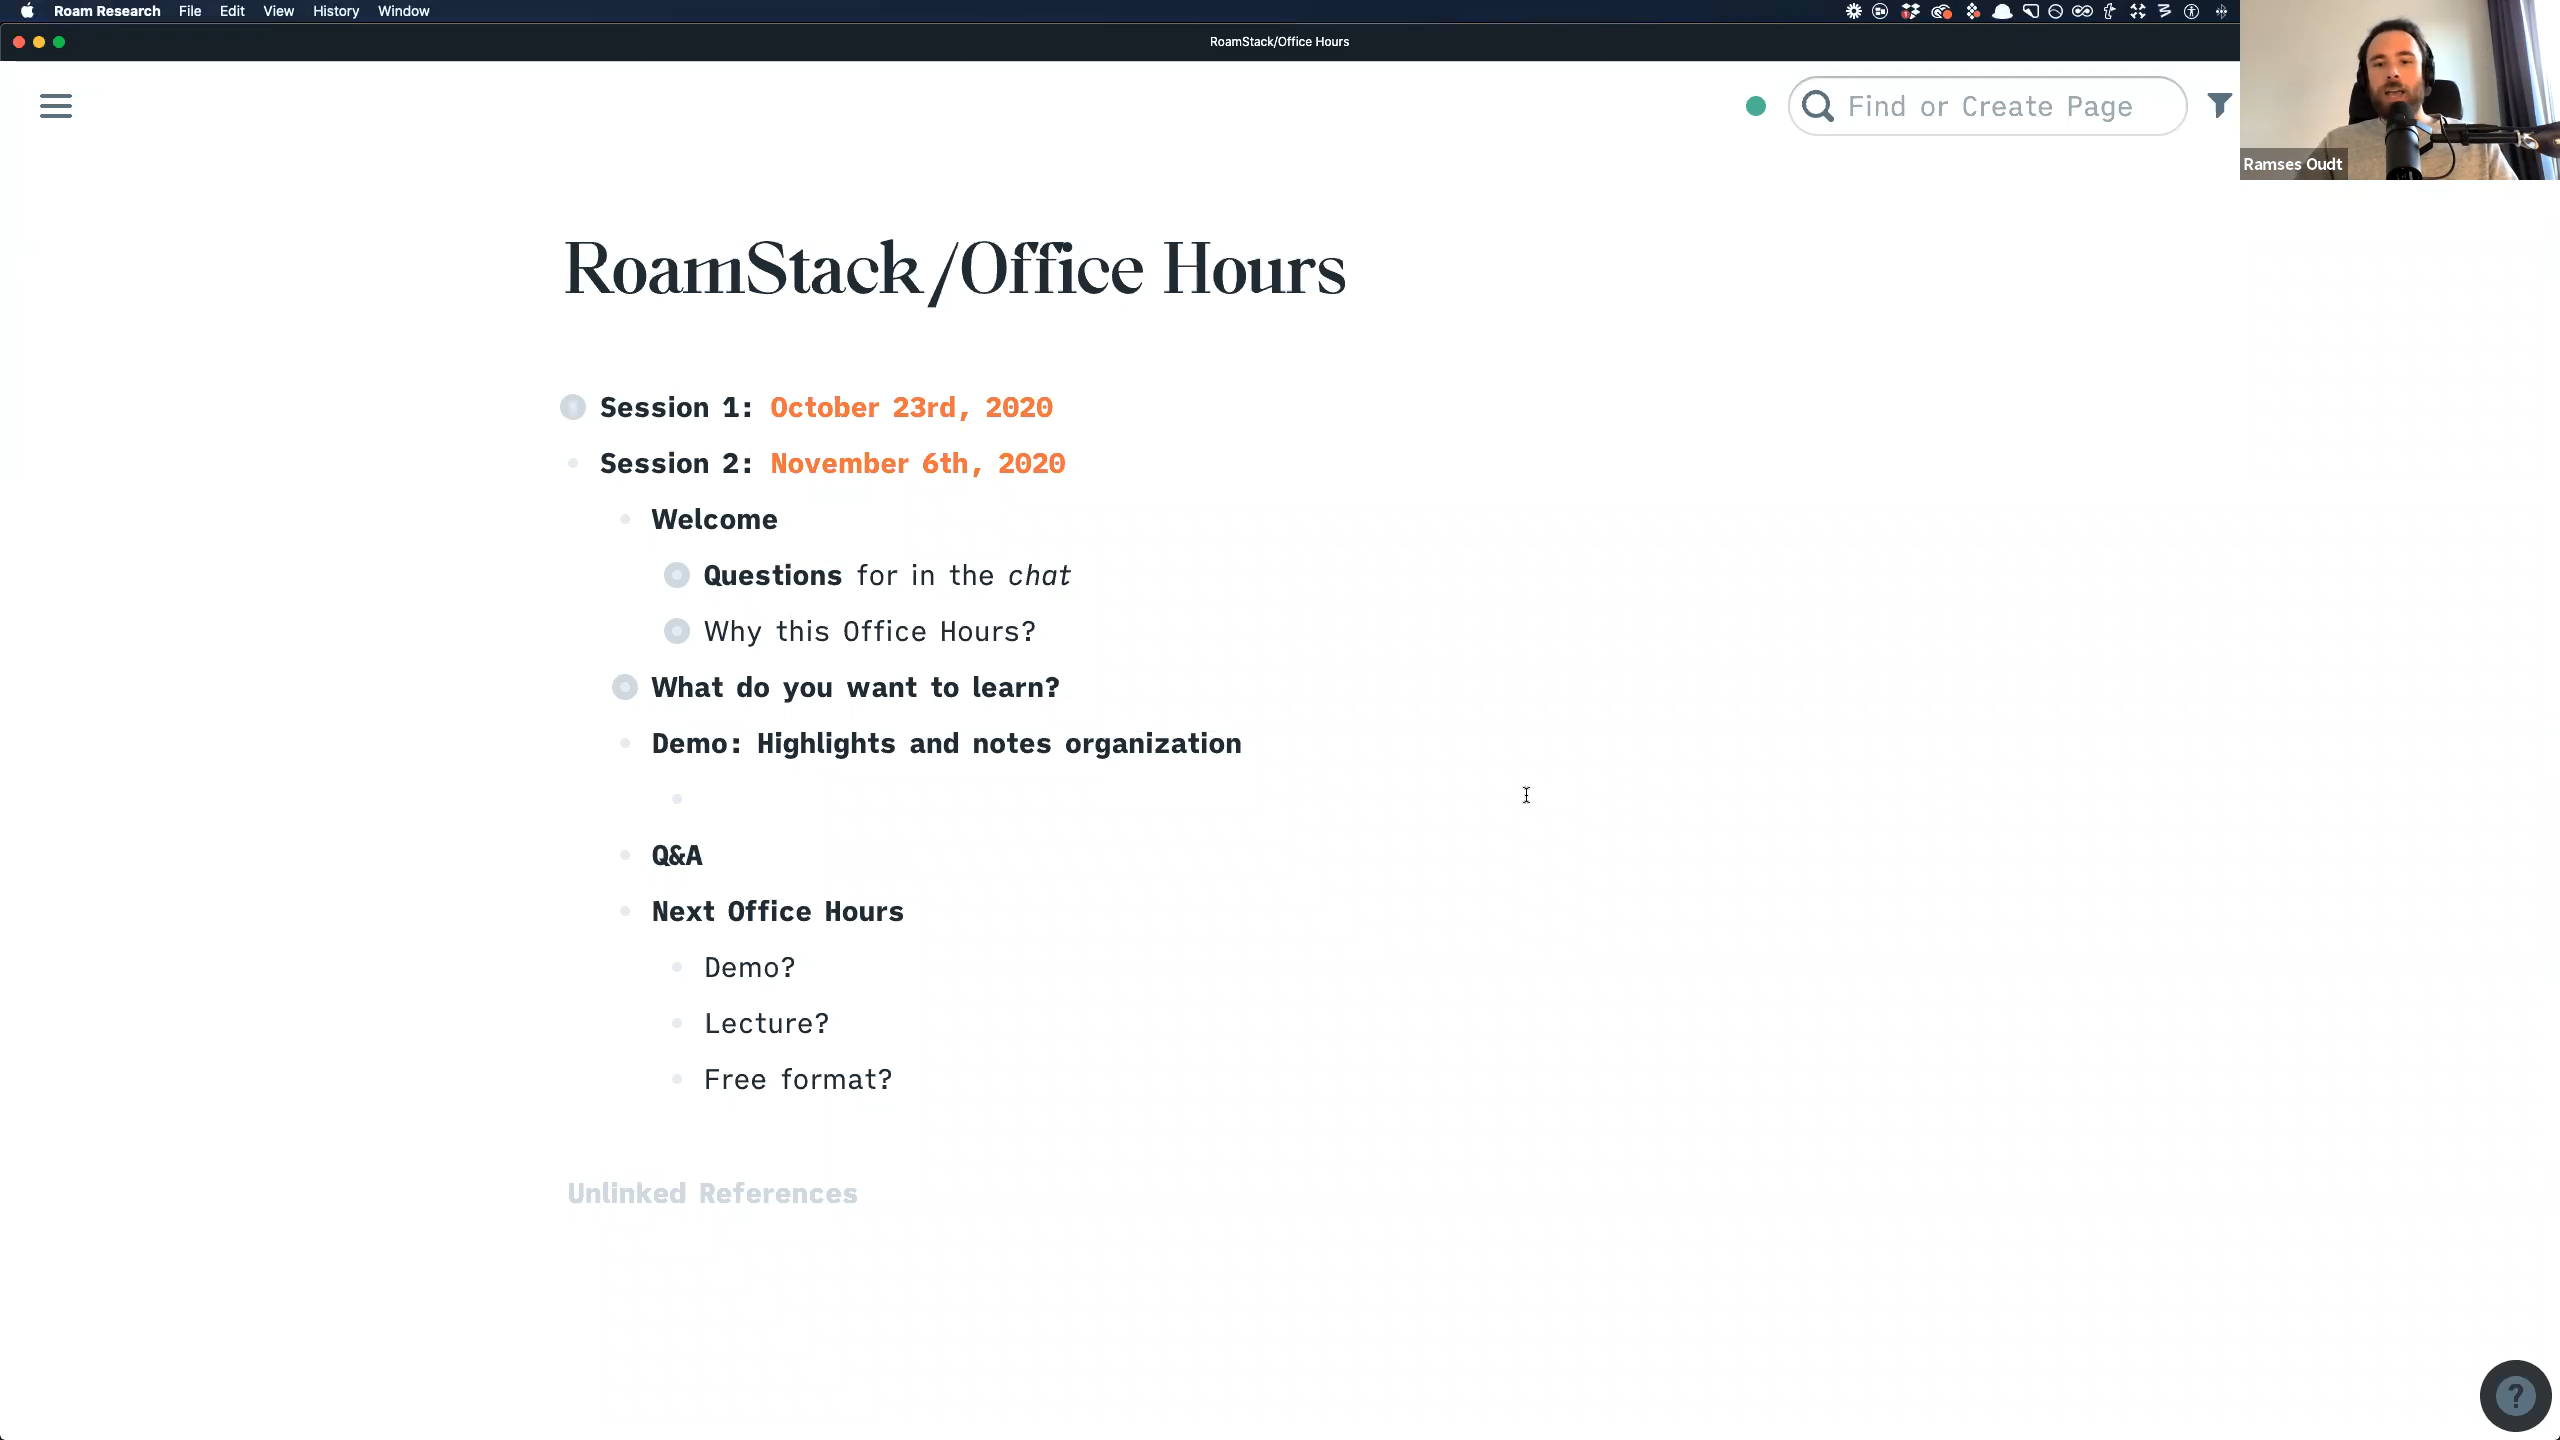 Roam Research File Edit View History Window
RoamStack/Office Hours
Find or Create Page
Ramses Oudt
RoamStack/Office Hours
Session 1: October 23rd, 2020
Session 2: November 6th, 2020
Welcome
Questions for in the chat
Why this Office Hours?
What do you want to learn?
Demo: Highlights and notes organization
Q&A
Next Office Hours
Demo?
Lecture?
Free format?
Unlinked References
?